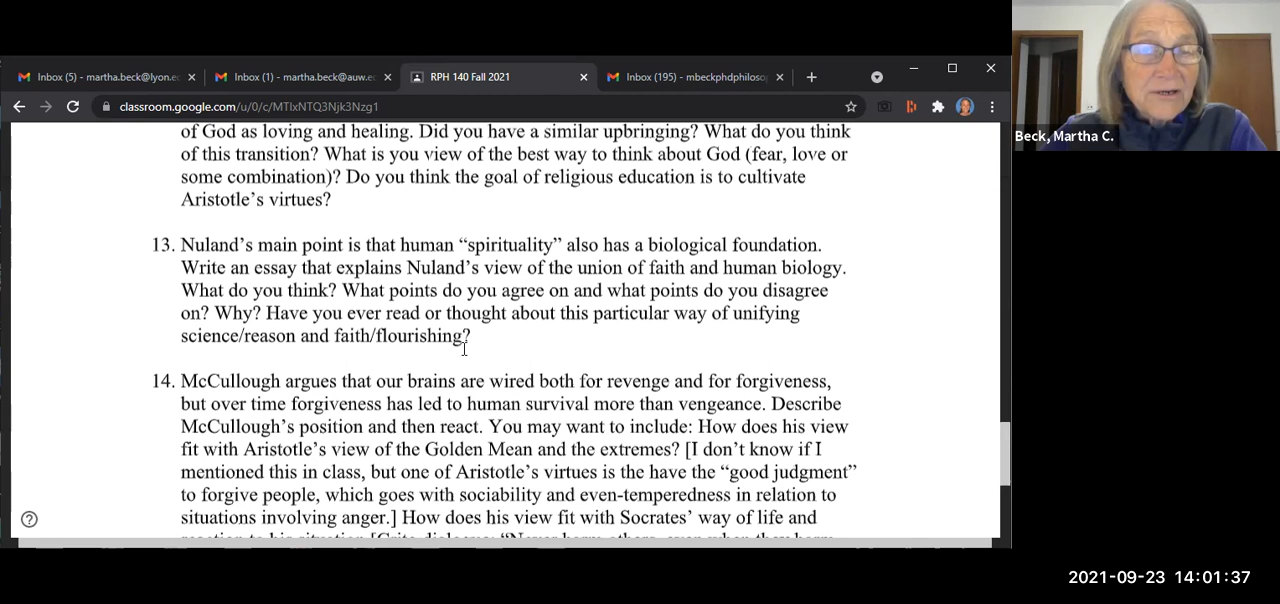 Inbox (5) - martha.beck@lyon.e
Inbox (1) - martha.beck@auw.e
RPH 140 Fall 2021
Inbox (195) - mbeckphdphiloso
classroom.google.com/u/0/c/MTIxNTQ3Njk3Nzg1
Beck, Martha C.
of God as loving and healing. Did you have a similar upbringing? What do you think
of this transition? What is you view of the best way to think about God (fear, love or
some combination)? Do you think the goal of religious education is to cultivate
Aristotle’s virtues?
13. Nuland’s main point is that human “spirituality” also has a biological foundation.
Write an essay that explains Nuland’s view of the union of faith and human biology.
What do you think? What points do you agree on and what points do you disagree
on? Why? Have you ever read or thought about this particular way of unifying
science/reason and faith/flourishing?
14. McCullough argues that our brains are wired both for revenge and for forgiveness,
but over time forgiveness has led to human survival more than vengeance. Describe
McCullough’s position and then react. You may want to include: How does his view
fit with Aristotle’s view of the Golden Mean and the extremes? [I don’t know if I
mentioned this in class, but one of Aristotle’s virtues is the have the “good judgment”
to forgive people, which goes with sociability and even-temperedness in relation to
situations involving anger.] How does his view fit with Socrates’ way of life and
2021-09-23 14:01:37